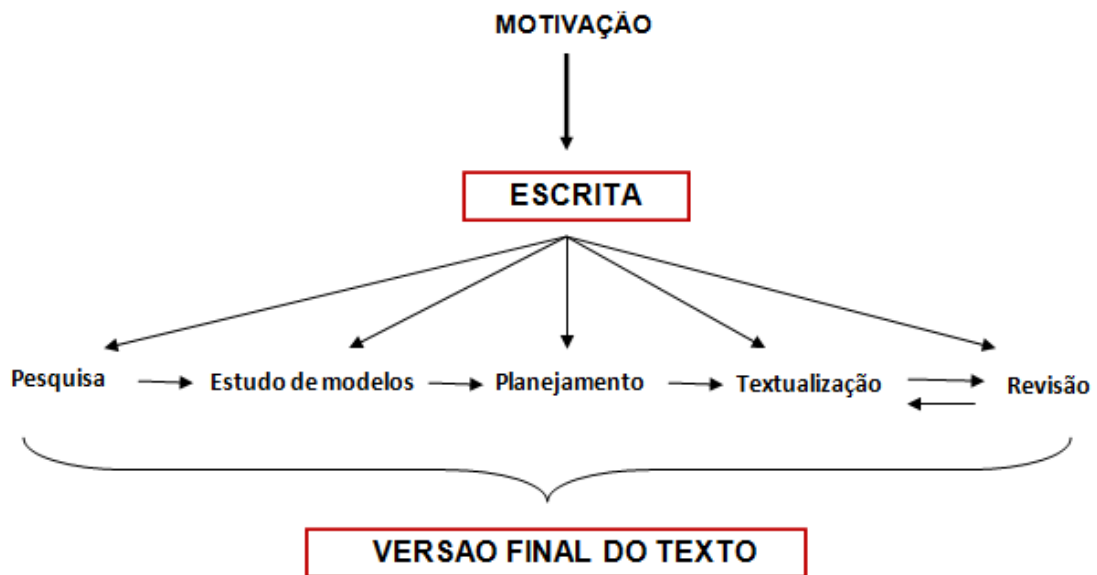 MOTIVAÇÃO
ESCRITA
Pesquisa Estudo de modelos Planejamento Textualização Revisão
VERSAO FINAL DO TEXTO